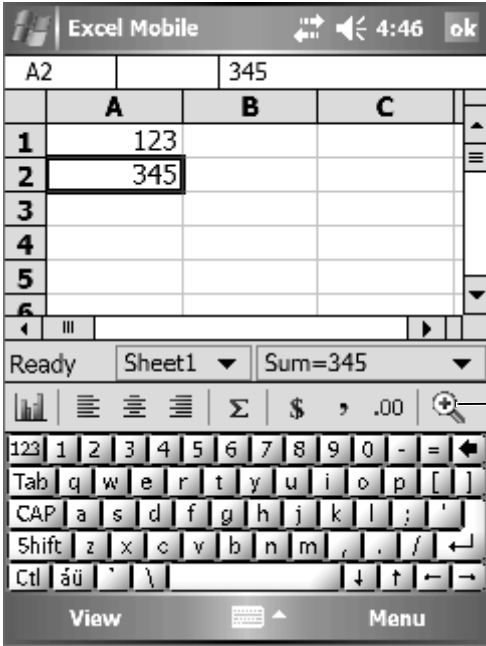 Excel Mobile 4:46 ok
A2 345
A B C
1 123
2 345
3
4
5
6
Ready Sheet1 Sum=345
Σ $ , .00
123 1 2 3 4 5 6 7 8 9 0 - =
Tab q w e r t y u i o p [ ]
CAP a s d f g h j k l ; '
Shift z x c v b n m , . /
Ctl áü ` \
View Menu